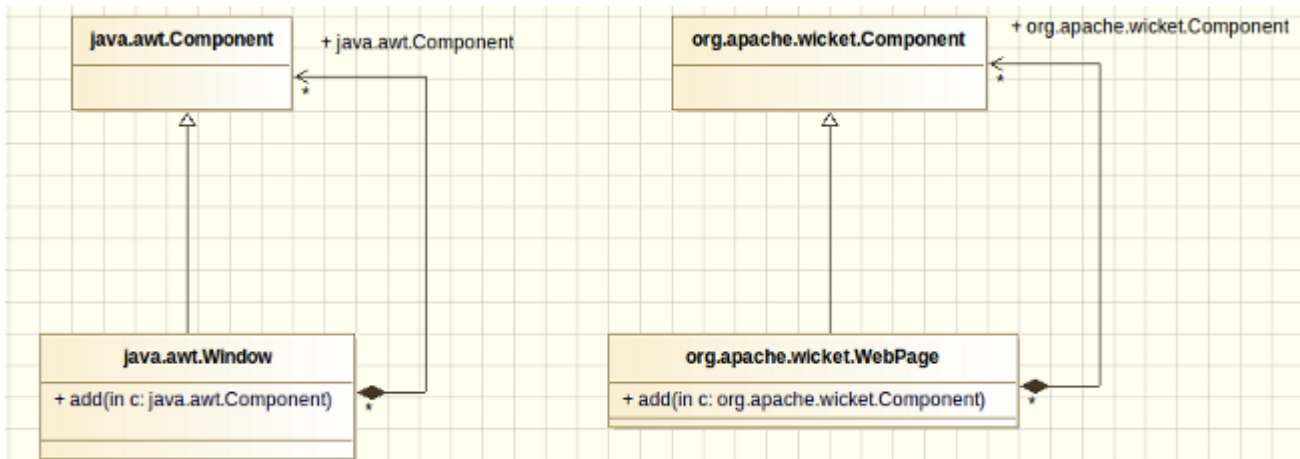 java.awt.Component
+ java.awt.Component
*
java.awt.Window
+ add(in c: java.awt.Component)
*
org.apache.wicket.Component
+ org.apache.wicket.Component
*
org.apache.wicket.WebPage
+ add(in c: org.apache.wicket.Component)
*